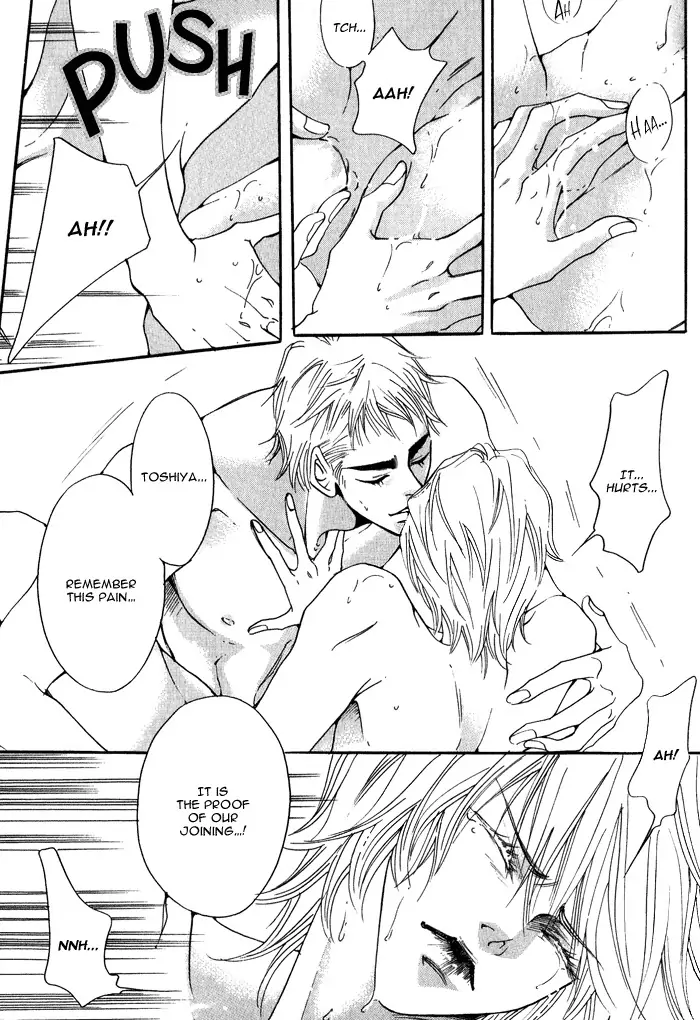 AH
HAA...
TCH...
AAH!
PUSH
AH!!
IT...
HURTS...
TOSHIYA...
REMEMBER
THIS PAIN...
AH!
IT IS
THE PROOF
OF OUR
JOINING...!
NNH...